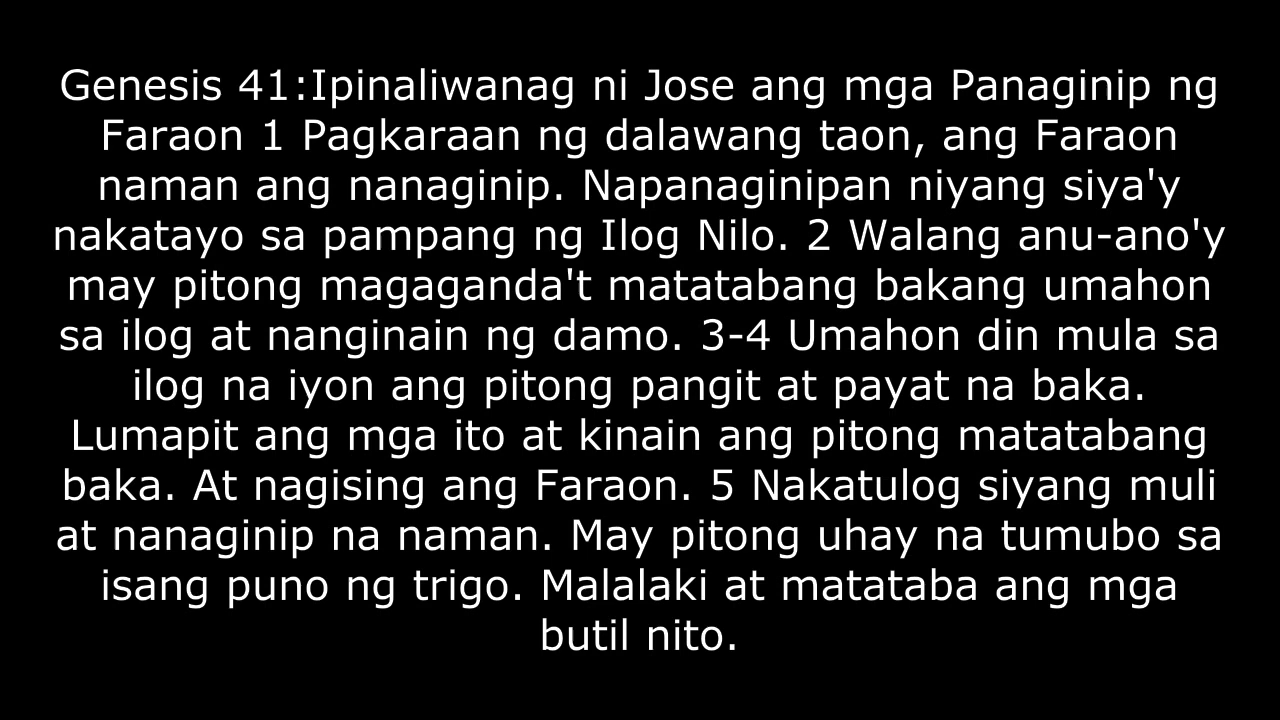 Genesis 41:Ipinaliwanag ni Jose ang mga Panaginip ng
Faraon 1 Pagkaraan ng dalawang taon, ang Faraon
naman ang nanaginip. Napanaginipan niyang siya'y
nakatayo sa pampang ng Ilog Nilo. 2 Walang anu-ano'y
may pitong magaganda't matatabang bakang umahon
sa ilog at nanginain ng damo. 3-4 Umahon din mula sa
ilog na iyon ang pitong pangit at payat na baka.
Lumapit ang mga ito at kinain ang pitong matatabang
baka. At nagising ang Faraon. 5 Nakatulog siyang muli
at nanaginip na naman. May pitong uhay na tumubo sa
isang puno ng trigo. Malalaki at matataba ang mga
butil nito.